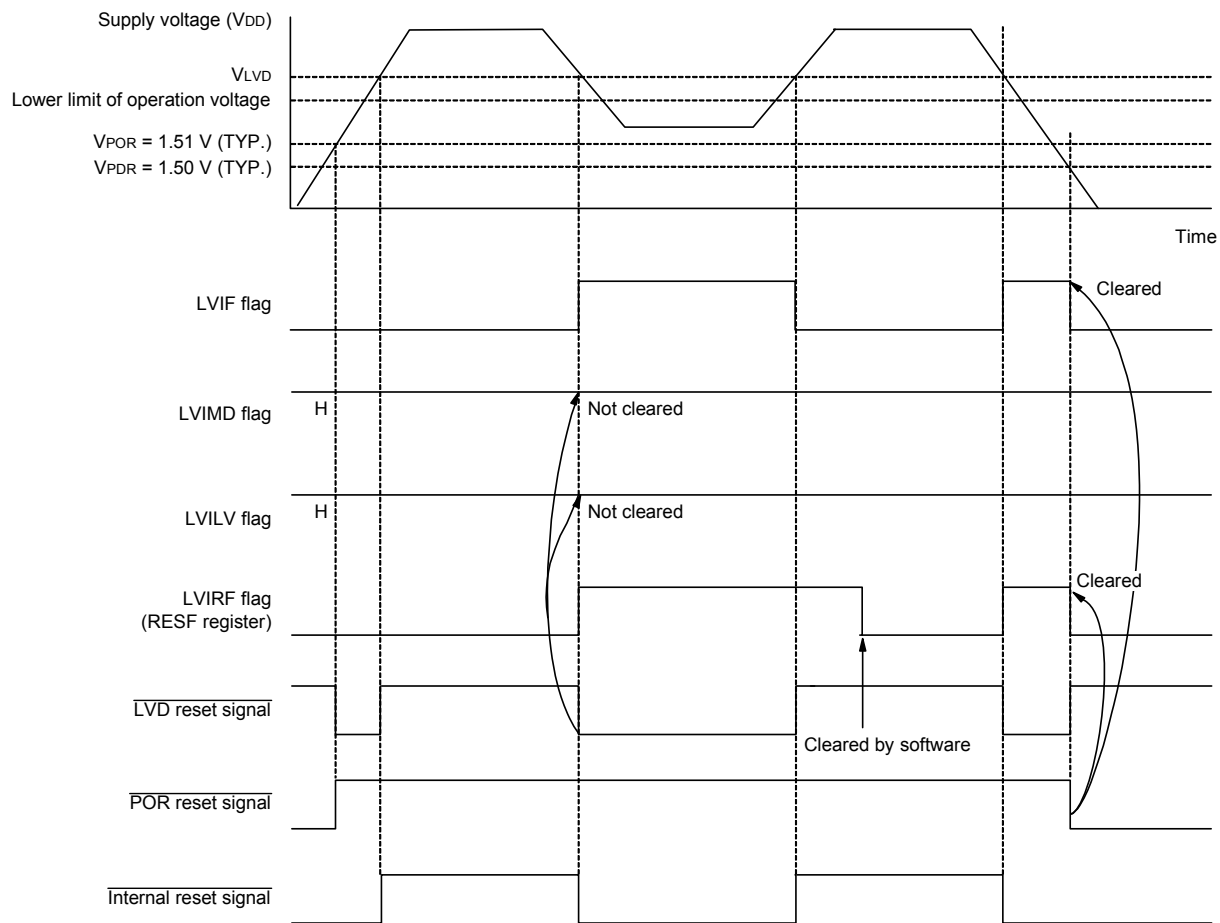 Supply voltage (VDD)
VLVD
Lower limit of operation voltage
VPOR = 1.51 V (TYP.)
VPDR = 1.50 V (TYP.)
Time
LVIF flag
Cleared
LVIMD flag
H
Not cleared
LVILV flag
H
Not cleared
LVIRF flag
(RESF register)
Cleared
LVD reset signal
Cleared by software
POR reset signal
Internal reset signal